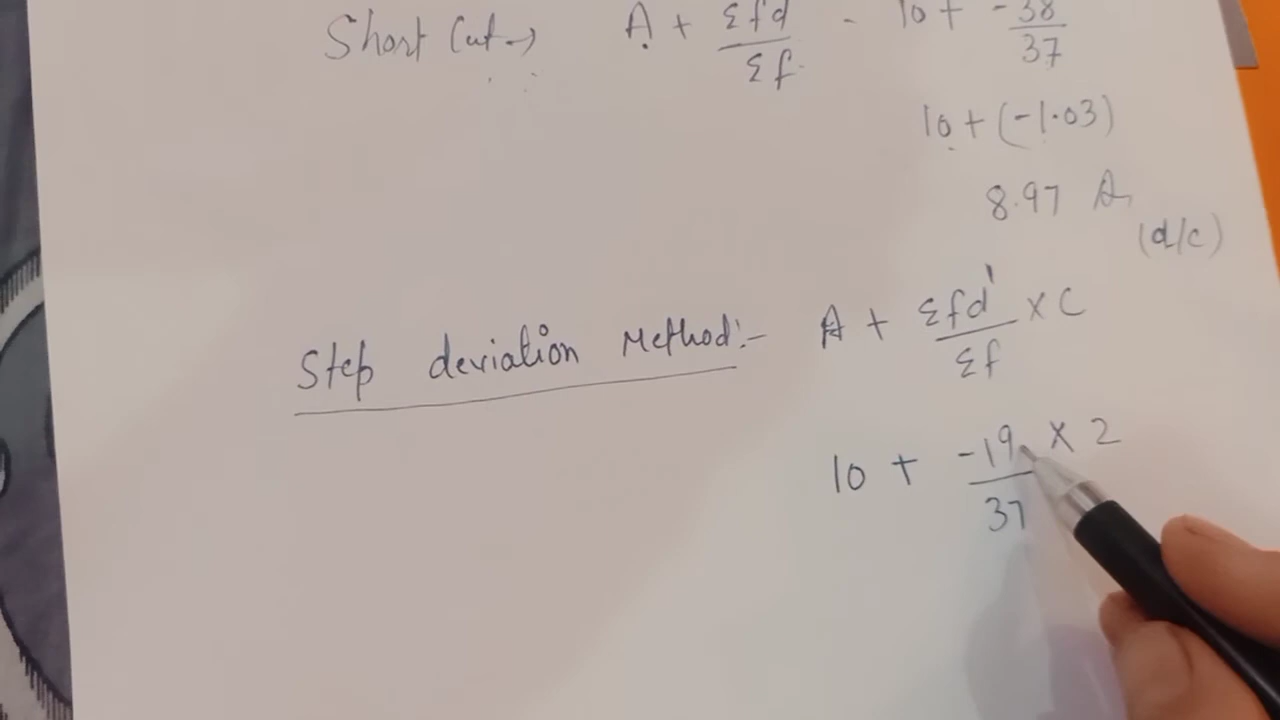 Short Cut → A + Σfd / Σf = 10 + -38 / 37
10 + (-1.03)
8.97 A
(d/c)
Step deviation Method:- A + Σfd' / Σf × C
10 + -19 / 37 × 2